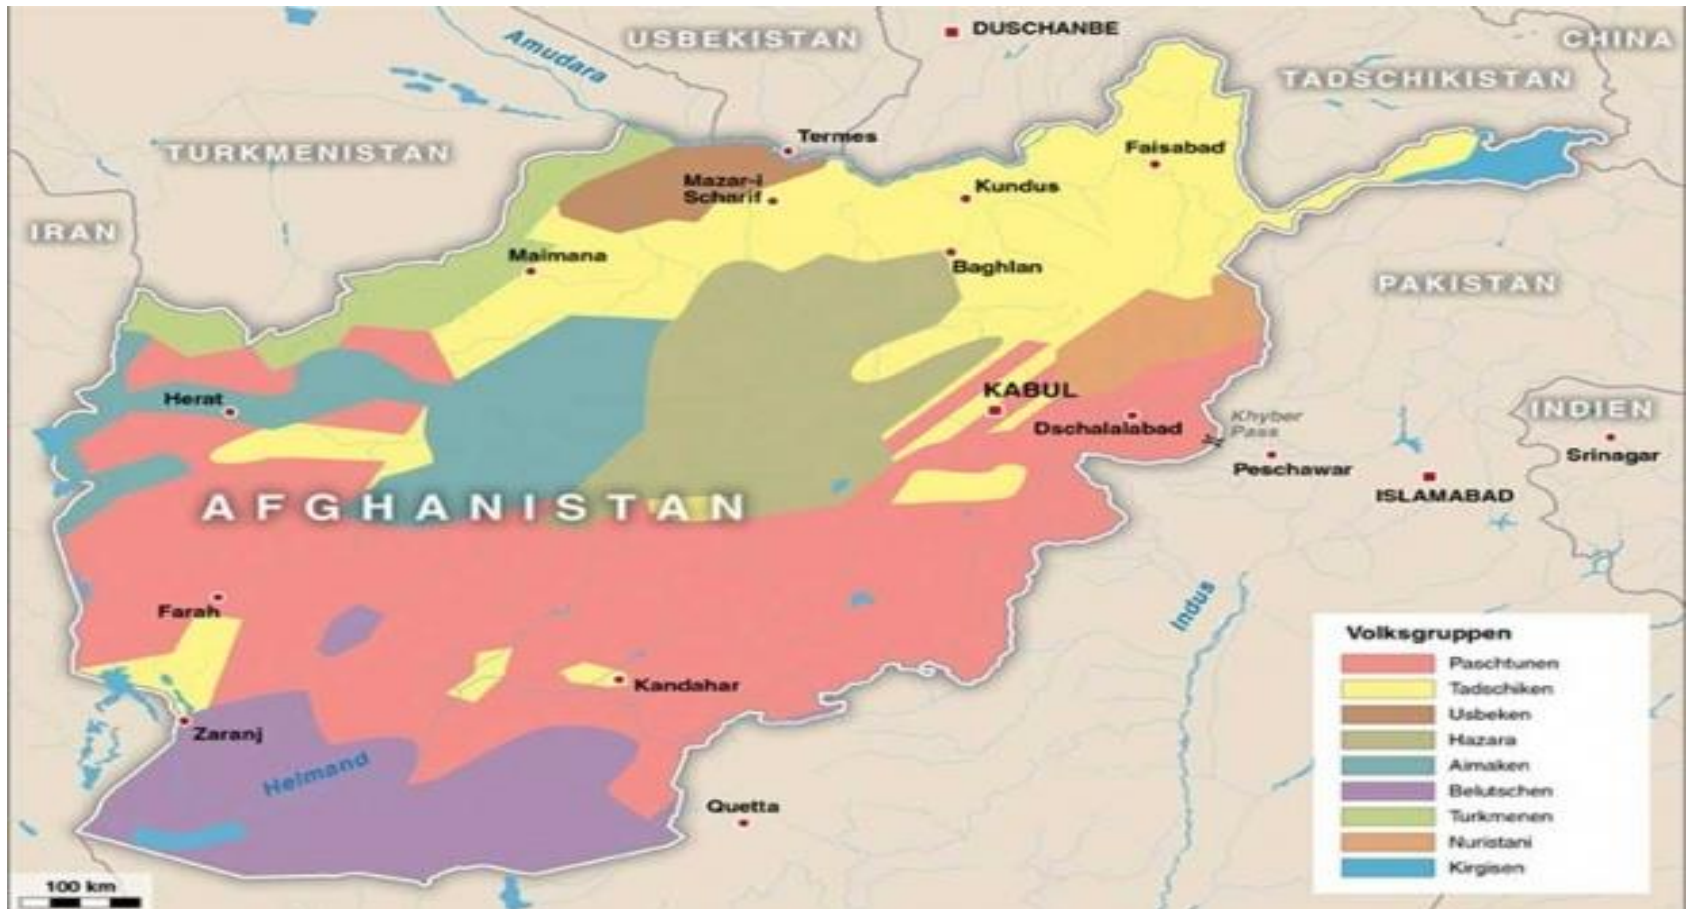 USBEKISTAN
DUSCHANBE
CHINA
Amudara
TADSCHIKISTAN
Termes
TURKMENISTAN
Faisabad
Mazar-i
Scharif
Kundus
IRAN
Maimana
Baghlan
PAKISTAN
KABUL
Herat
Khyber
Pass
INDIEN
Dschalalabad
Srinagar
Peschawar
ISLAMABAD
AFGHANISTAN
Indus
Farah
Kandahar
Zaranj
Helmand
Quetta
Volksgruppen
Paschtunen
Tadschiken
Usbeken
Hazara
Aimaken
Belutschen
Turkmenen
Nuristani
Kirgisen
100 km